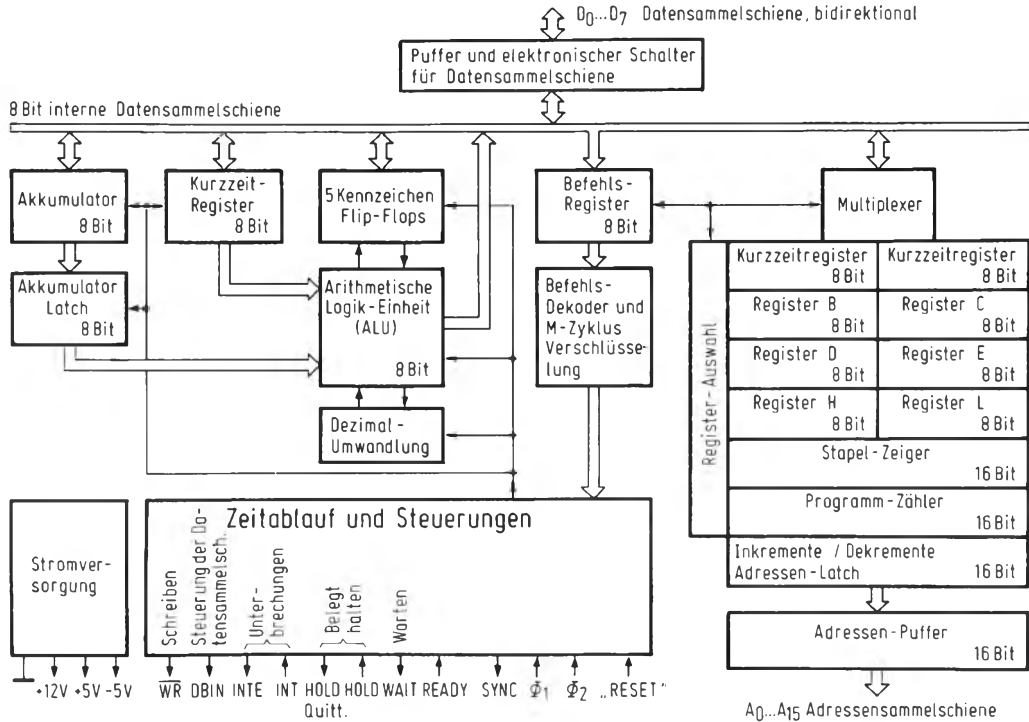 D0...D7 Datensammelschiene, bidirektional
Puffer und elektronischer Schalter
für Datensammelschiene
8 Bit interne Datensammelschiene
Akkumulator
8 Bit
Kurzzeit-
Register
8 Bit
5 Kennzeichen
Flip-Flops
Befehls-
Register
8 Bit
Multiplexer
Akkumulator
Latch
8 Bit
Arithmetische
Logik-Einheit
(ALU)
8 Bit
Befehls-
Dekoder und
M-Zyklus
Verschlüsse-
lung
Dezimal-
Umwandlung
Register-Auswahl
Kurzzeitregister
8 Bit
Kurzzeitregister
8 Bit
Register B
8 Bit
Register C
8 Bit
Register D
8 Bit
Register E
8 Bit
Register H
8 Bit
Register L
8 Bit
Stapel-Zeiger
16 Bit
Programm-Zähler
16 Bit
Inkremente / Dekremente
Adressen-Latch
16 Bit
Adressen-Puffer
16 Bit
A0...A15 Adressensammelschiene
Stromver-
sorgung
+12V +5V -5V
Zeitablauf und Steuerungen
Schreiben
Steuerung der Da-
tensammelsch.
Unter-
brechungen
Belegt
halten
Warten
W̅R̅ DBIN INTE INT HOLD HOLD WAIT READY SYNC Φ1 Φ2 „RESET"
Quitt.